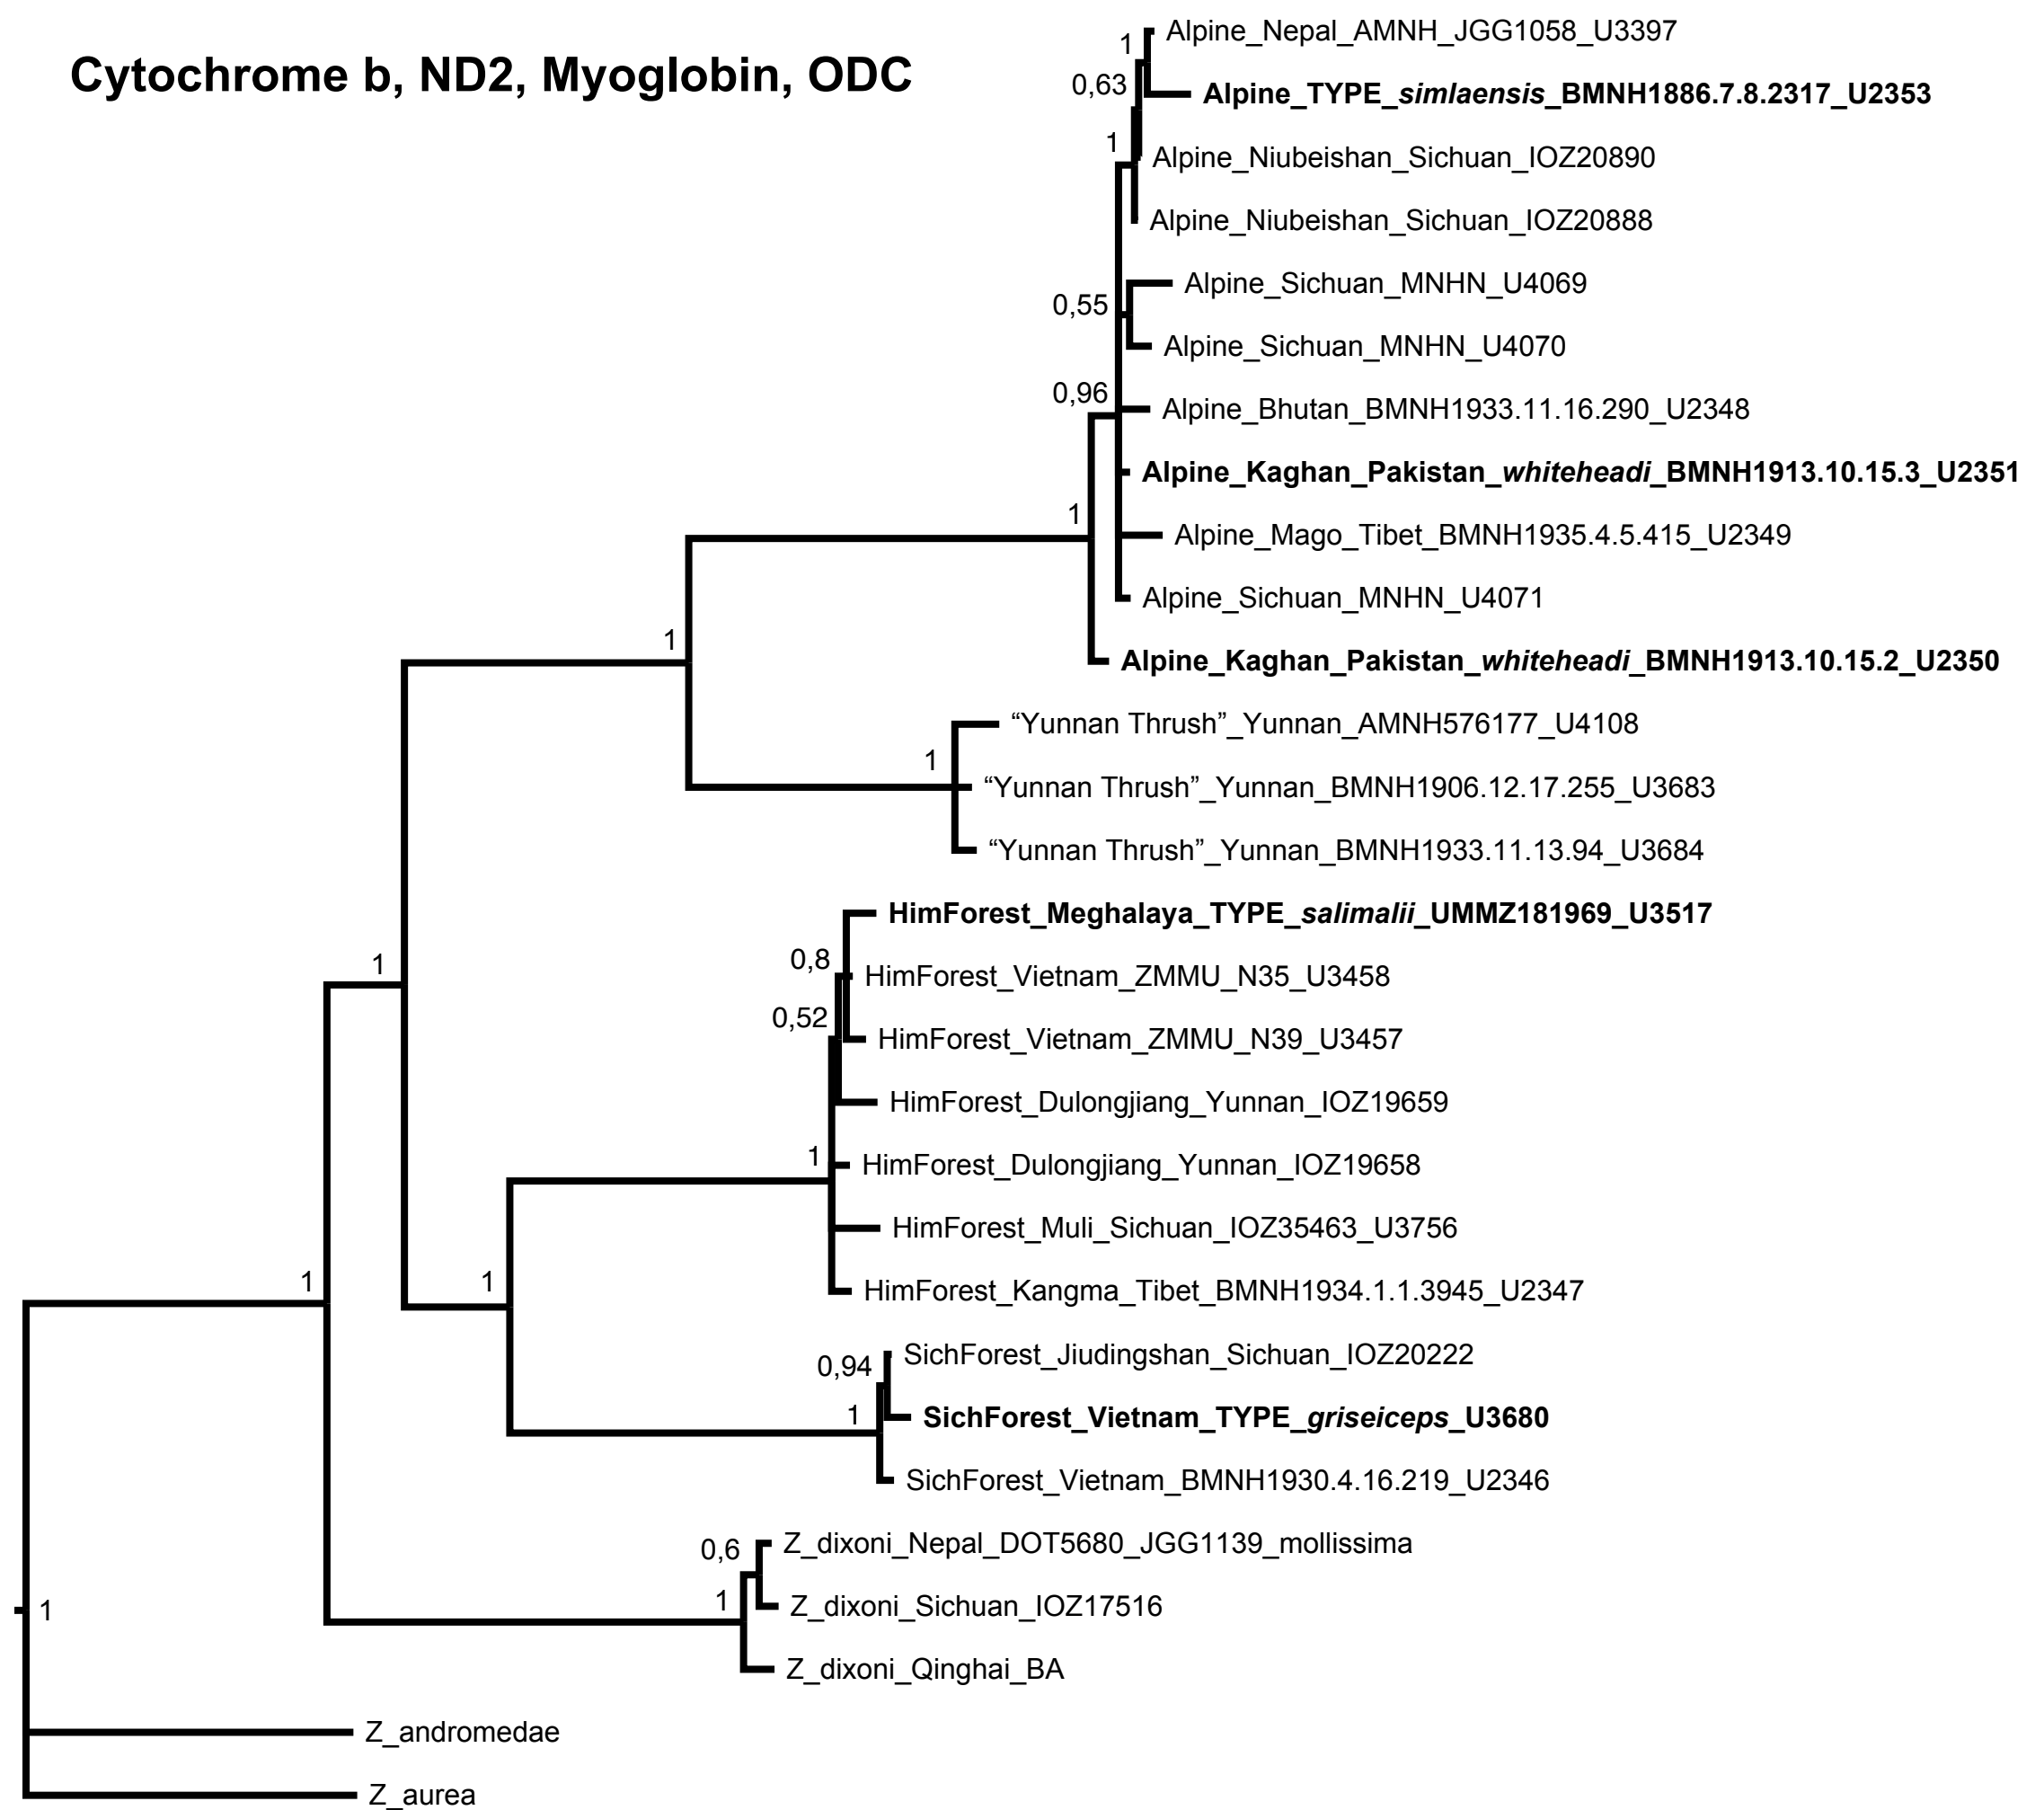 Cytochrome b, ND2, Myoglobin, ODC
Alpine_Nepal_AMNH_JGG1058_U3397
1
0,63
Alpine_TYPE_simlaensis_BMNH1886.7.8.2317_U2353
1
Alpine_Niubeishan_Sichuan_IOZ20890
Alpine_Niubeishan_Sichuan_IOZ20888
Alpine_Sichuan_MNHN_U4069
0,55
Alpine_Sichuan_MNHN_U4070
0,96
Alpine_Bhutan_BMNH1933.11.16.290_U2348
Alpine_Kaghan_Pakistan_whiteheadi_BMNH1913.10.15.3_U2351
1
Alpine_Mago_Tibet_BMNH1935.4.5.415_U2349
Alpine_Sichuan_MNHN_U4071
1
Alpine_Kaghan_Pakistan_whiteheadi_BMNH1913.10.15.2_U2350
“Yunnan Thrush”_Yunnan_AMNH576177_U4108
1
“Yunnan Thrush”_Yunnan_BMNH1906.12.17.255_U3683
“Yunnan Thrush”_Yunnan_BMNH1933.11.13.94_U3684
HimForest_Meghalaya_TYPE_salimalii_UMMZ181969_U3517
1
0,8
HimForest_Vietnam_ZMMU_N35_U3458
0,52
HimForest_Vietnam_ZMMU_N39_U3457
HimForest_Dulongjiang_Yunnan_IOZ19659
1
HimForest_Dulongjiang_Yunnan_IOZ19658
HimForest_Muli_Sichuan_IOZ35463_U3756
1
1
HimForest_Kangma_Tibet_BMNH1934.1.1.3945_U2347
SichForest_Jiudingshan_Sichuan_IOZ20222
0,94
1
SichForest_Vietnam_TYPE_griseiceps_U3680
SichForest_Vietnam_BMNH1930.4.16.219_U2346
Z_dixoni_Nepal_DOT5680_JGG1139_mollissima
0,6
1
Z_dixoni_Sichuan_IOZ17516
1
Z_dixoni_Qinghai_BA
Z_andromedae
Z_aurea